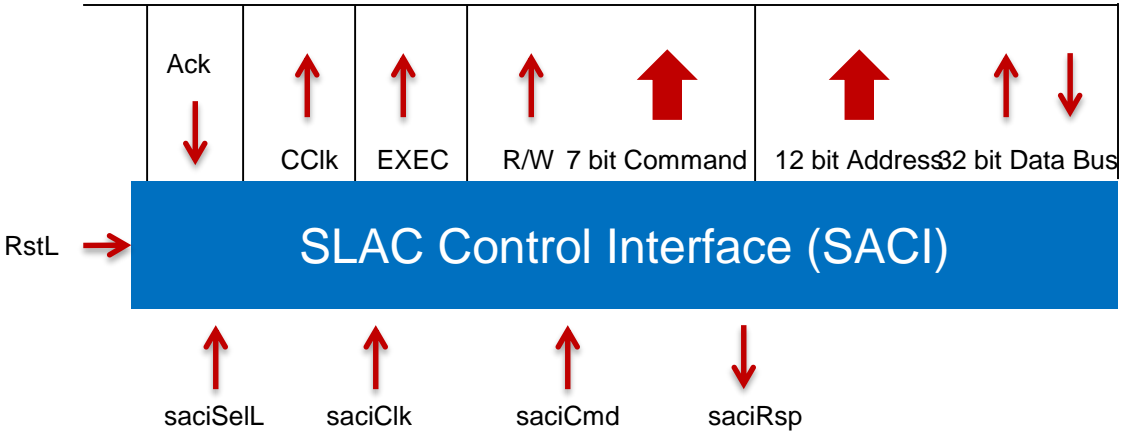 Ack
CClk EXEC R/W 7 bit Command 12 bit Address 32 bit Data Bus
RstL
SLAC Control Interface (SACI)
saciSelL saciClk saciCmd saciRsp